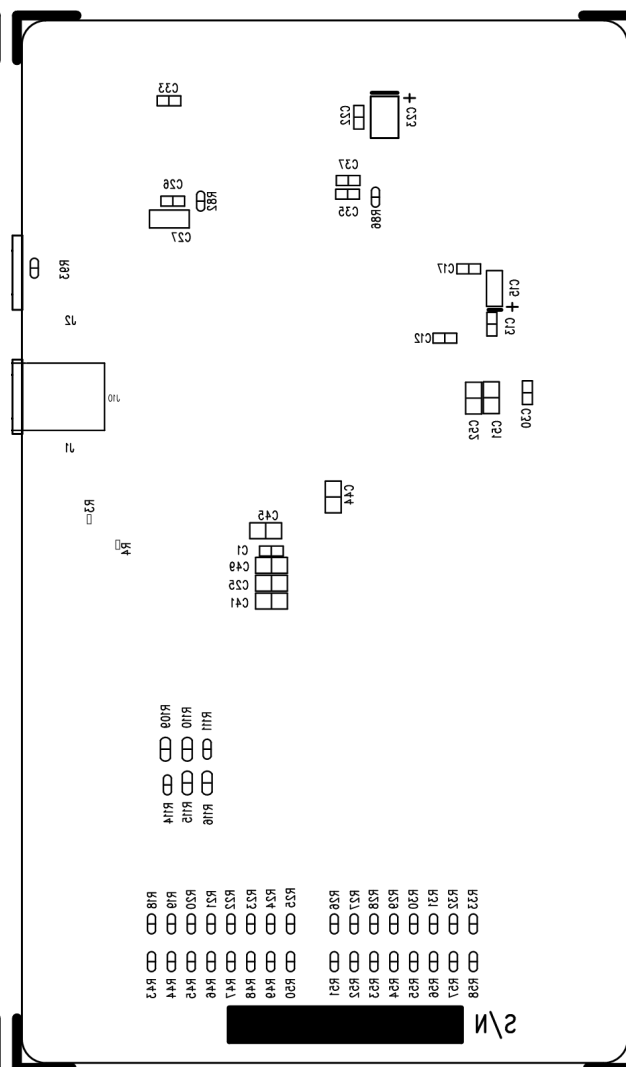 C33
C22
+
C23
C37
C26
R82
C35
R86
C27
R93
C17
C15
+
J2
C13
C12
J10
C52
C51
C30
J1
C44
R3
C45
R4
C1
C49
C25
C41
R109
R110
R111
R114
R115
R116
R18 R19 R20 R21 R22 R23 R24 R25 R26 R27 R28 R29 R30 R31 R32 R33
R43 R44 R45 R46 R47 R48 R49 R50 R51 R52 R53 R54 R55 R56 R57 R58
S/N